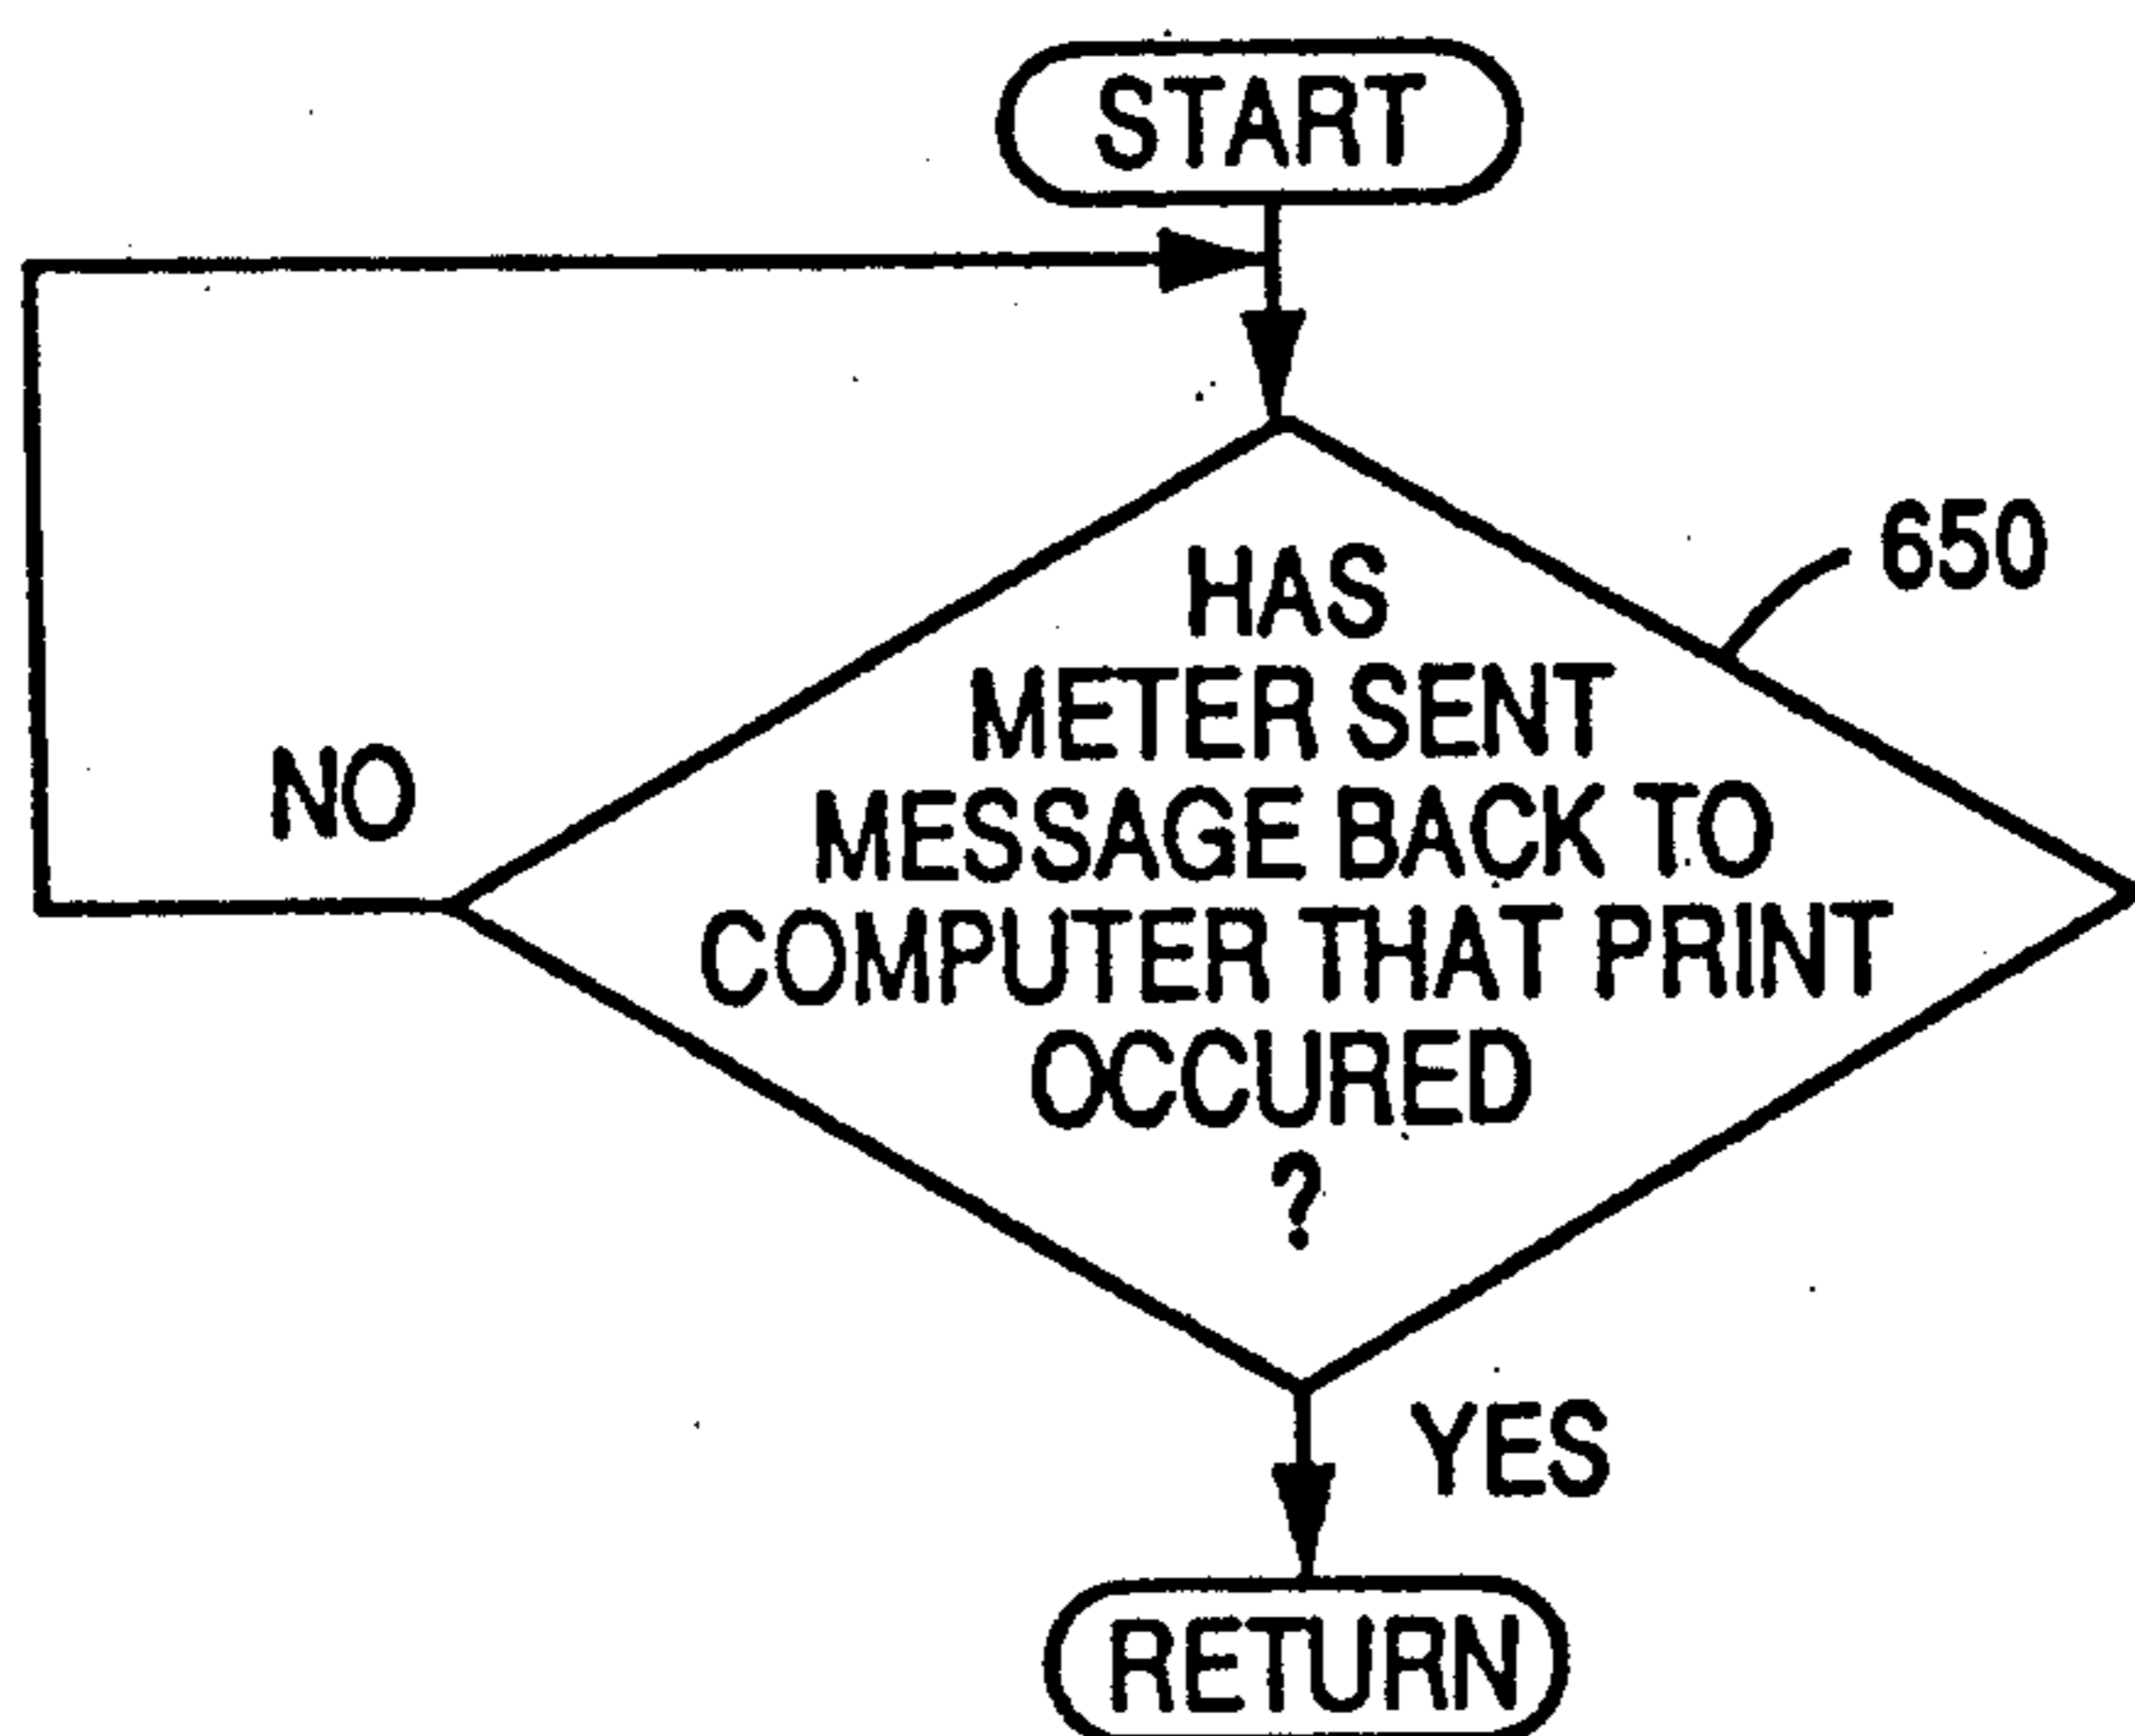 START
650
HAS
METER SENT
MESSAGE BACK TO
COMPUTER THAT PRINT
OCCURED
?
NO
YES
RETURN